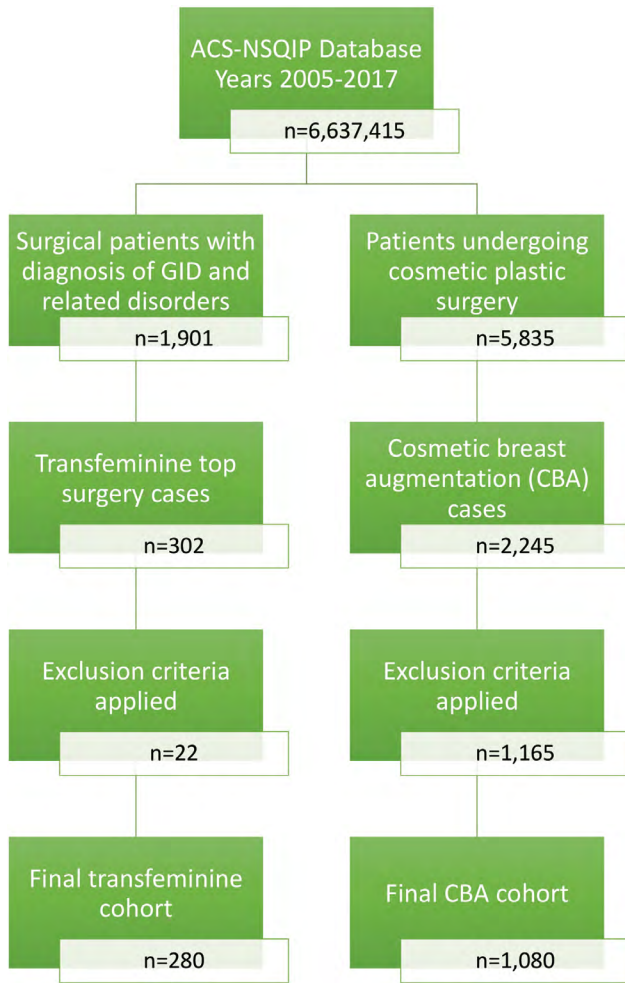 ACS-NSQIP Database
Years 2005-2017
n=6,637,415
Surgical patients with
diagnosis of GID and
related disorders
n=1,901
Patients undergoing
cosmetic plastic
surgery
n=5,835
Transfeminine top
surgery cases
n=302
Cosmetic breast
augmentation (CBA)
cases
n=2,245
Exclusion criteria
applied
n=22
Exclusion criteria
applied
n=1,165
Final transfeminine
cohort
n=280
Final CBA cohort
n=1,080